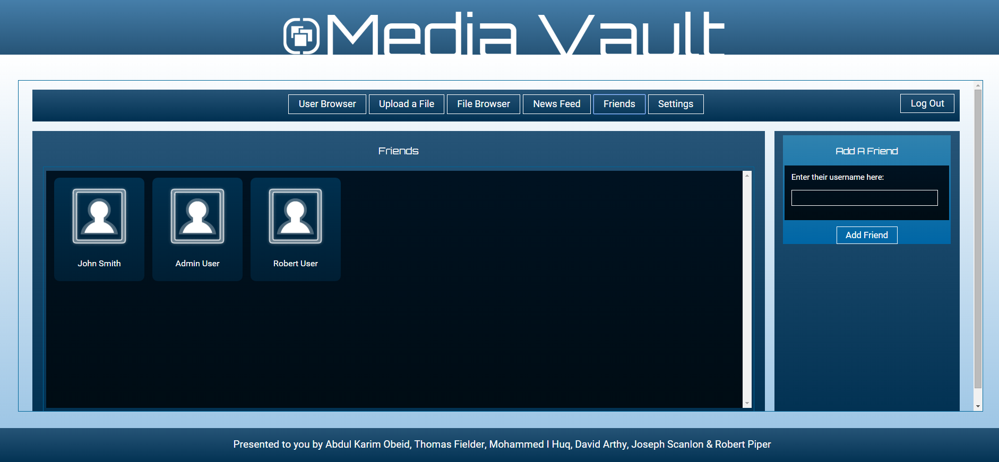 Media Vault
User Browser
Upload a File
File Browser
News Feed
Friends
Settings
Log Out
Friends
John Smith
Admin User
Robert User
Add A Friend
Enter their username here:
Add Friend
Presented to you by Abdul Karim Obeid, Thomas Fielder, Mohammed I Huq, David Arthy, Joseph Scanlon & Robert Piper